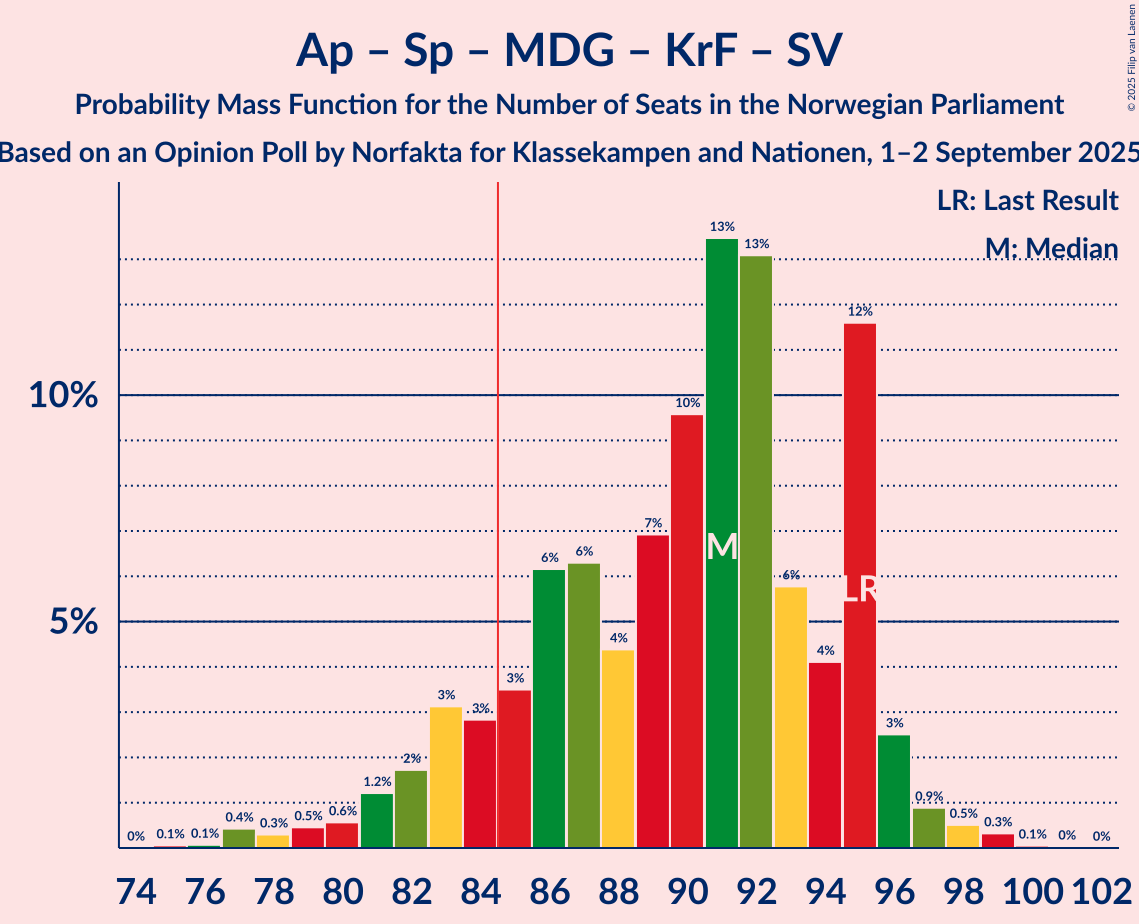 Ap – Sp – MDG – KrF – SV
Probability Mass Function for the Number of Seats in the Norwegian Parliament
Based on an Opinion Poll by Norfakta for Klassekampen and Nationen, 1–2 September 2025
© 2025 Filip van Laenen
LR: Last Result
M: Median
10%
5%
0% 0.1% 0.1% 0.4% 0.3% 0.5% 0.6% 1.2% 2% 3% 3% 3% 6% 6% 4% 7% 10% 13% 13% 6% 4% 12% 3% 0.9% 0.5% 0.3% 0.1% 0% 0%
M
LR
74 76 78 80 82 84 86 88 90 92 94 96 98 100 102